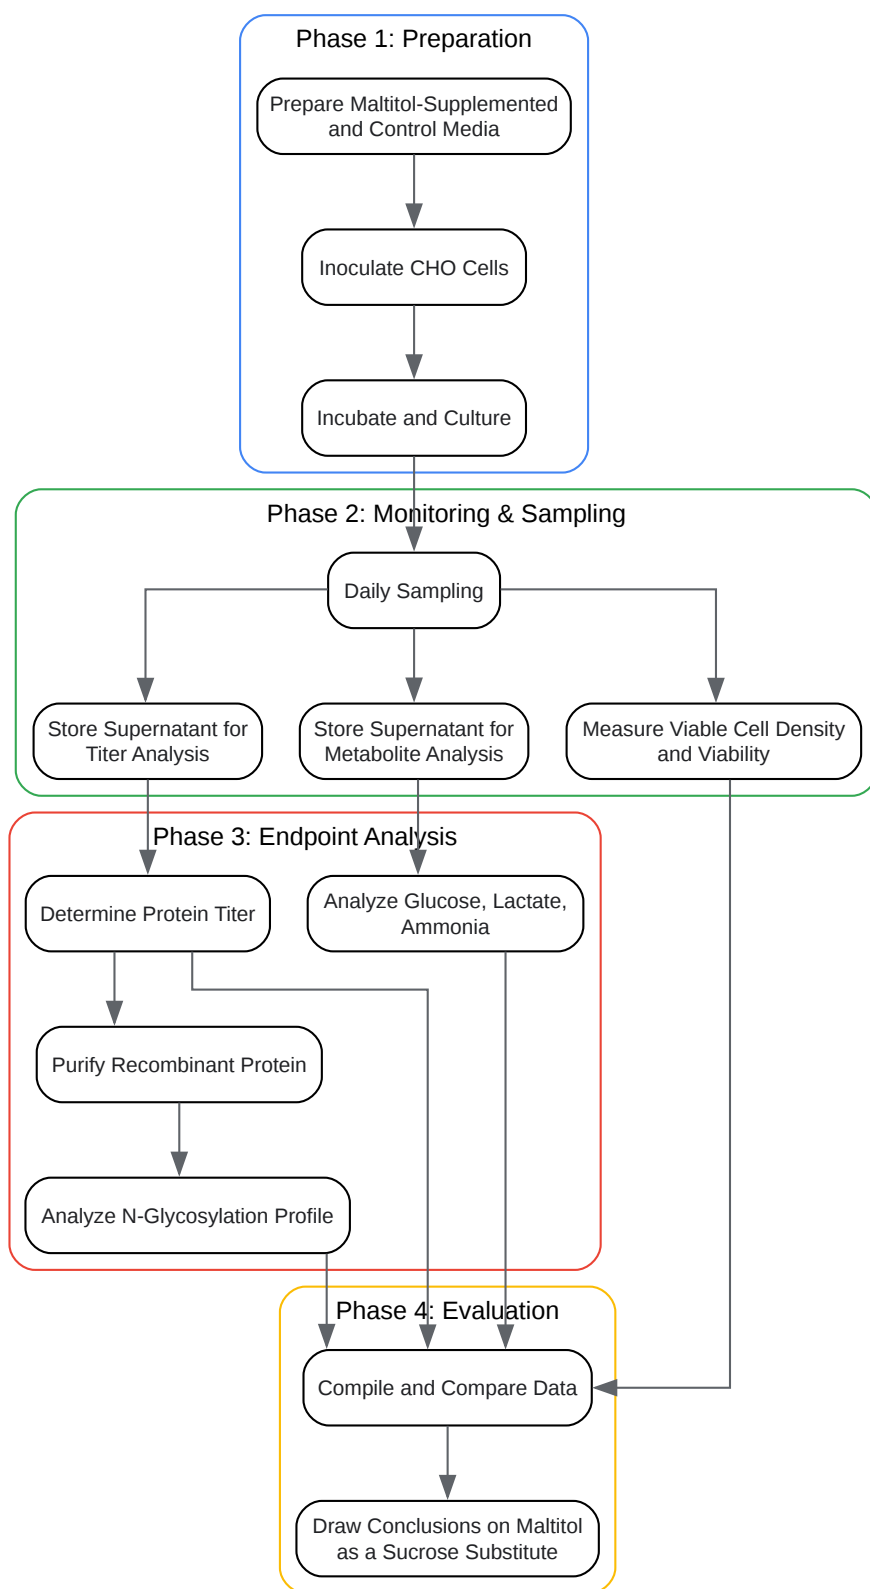 Phase 1: Preparation
Prepare Maltitol-Supplemented
and Control Media
Inoculate CHO Cells
Incubate and Culture
Phase 2: Monitoring & Sampling
Daily Sampling
Store Supernatant for
Titer Analysis
Store Supernatant for
Metabolite Analysis
Measure Viable Cell Density
and Viability
Phase 3: Endpoint Analysis
Determine Protein Titer
Analyze Glucose, Lactate,
Ammonia
Purify Recombinant Protein
Analyze N-Glycosylation Profile
Phase 4: Evaluation
Compile and Compare Data
Draw Conclusions on Maltitol
as a Sucrose Substitute